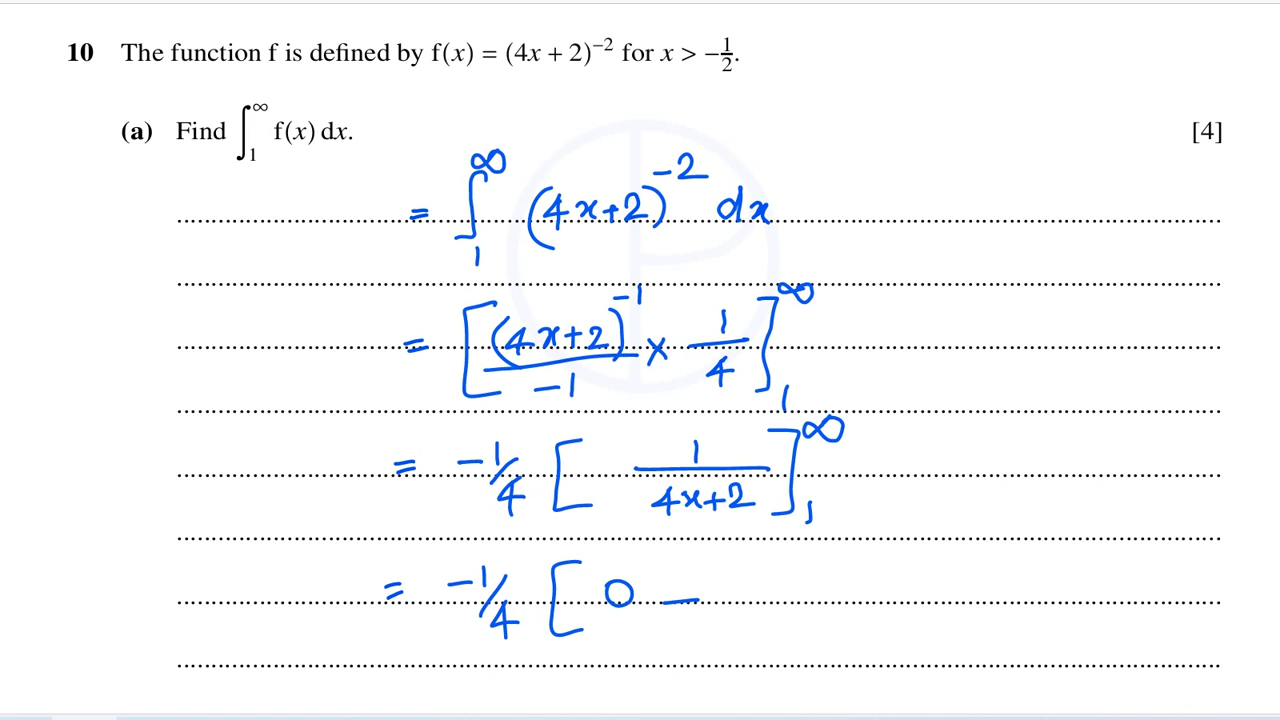 10 The function f is defined by f(x) = (4x + 2)⁻² for x > −1/2.
(a) Find ∫₁^∞ f(x) dx. [4]
= ∫₁^∞ (4x+2)⁻² dx
= [(4x+2)⁻¹/−1 × 1/4]₁^∞
= −1/4 [1/(4x+2)]₁^∞
= −1/4 [0 −